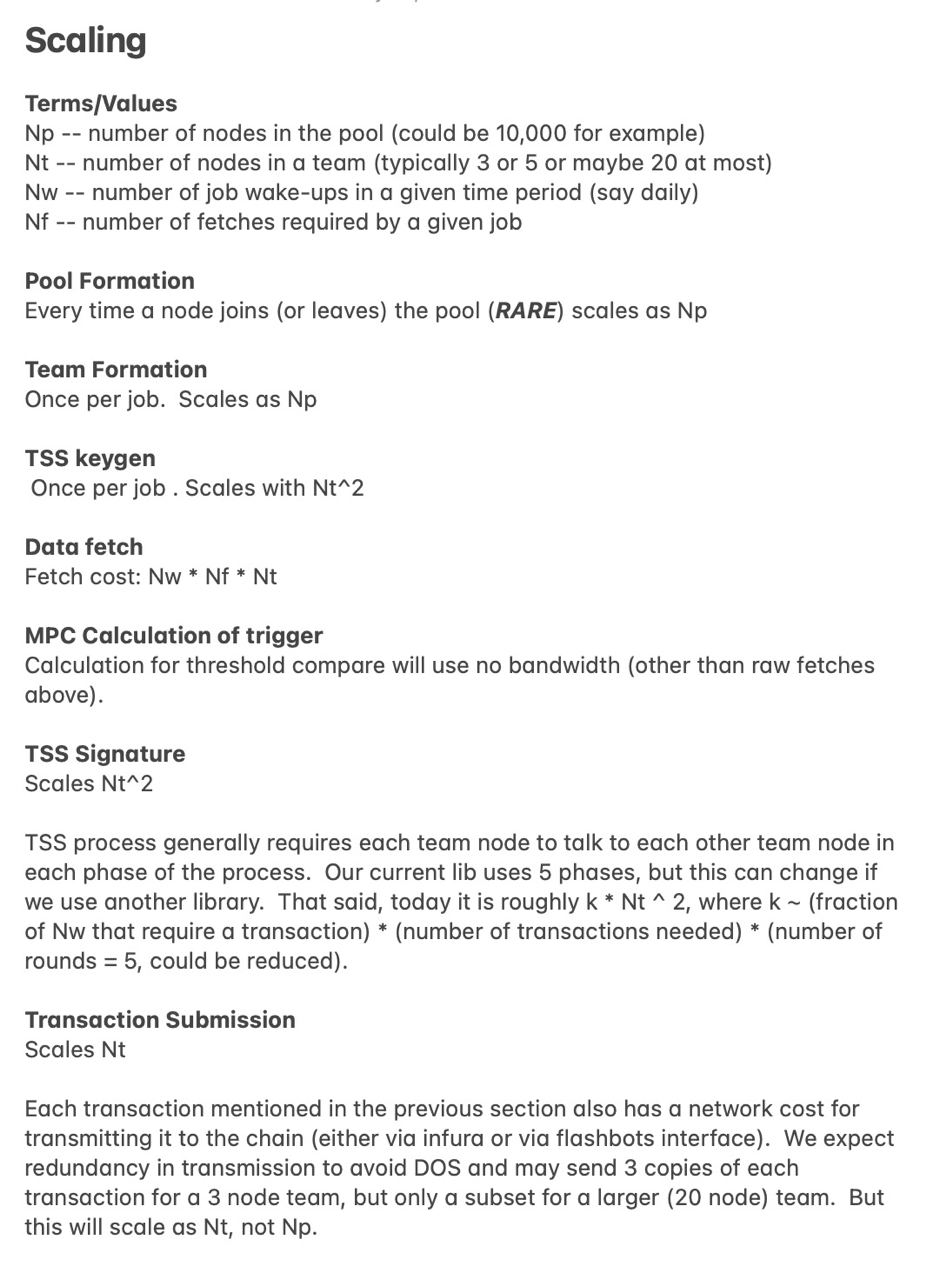 Scaling
Terms/Values
Np -- number of nodes in the pool (could be 10,000 for example)
Nt -- number of nodes in a team (typically 3 or 5 or maybe 20 at most)
Nw -- number of job wake-ups in a given time period (say daily)
Nf -- number of fetches required by a given job
Pool Formation
Every time a node joins (or leaves) the pool (RARE) scales as Np
Team Formation
Once per job.  Scales as Np
TSS keygen
Once per job . Scales with Nt^2
Data fetch
Fetch cost: Nw * Nf * Nt
MPC Calculation of trigger
Calculation for threshold compare will use no bandwidth (other than raw fetches
above).
TSS Signature
Scales Nt^2
TSS process generally requires each team node to talk to each other team node in
each phase of the process.  Our current lib uses 5 phases, but this can change if
we use another library.  That said, today it is roughly k * Nt ^ 2, where k ~ (fraction
of Nw that require a transaction) * (number of transactions needed) * (number of
rounds = 5, could be reduced).
Transaction Submission
Scales Nt
Each transaction mentioned in the previous section also has a network cost for
transmitting it to the chain (either via infura or via flashbots interface).  We expect
redundancy in transmission to avoid DOS and may send 3 copies of each
transaction for a 3 node team, but only a subset for a larger (20 node) team.  But
this will scale as Nt, not Np.